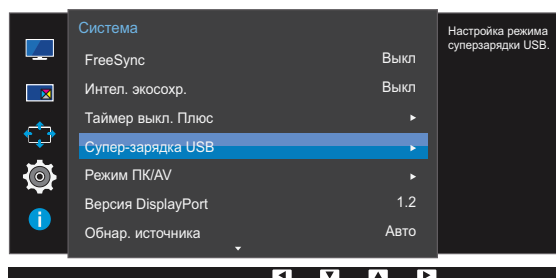 Система
FreeSync Выкл
Интел. экосохр. Выкл
Таймер выкл. Плюс
Супер-зарядка USB
Режим ПК/AV
Версия DisplayPort 1.2
Обнар. источника Авто
Настройка режима
суперзарядки USB.